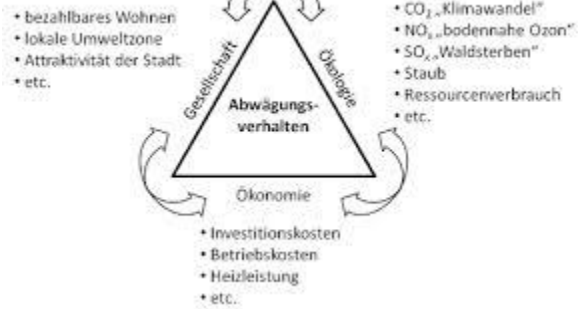 • bezahlbares Wohnen
• lokale Umweltzone
• Attraktivität der Stadt
• etc.
• CO₂ „Klimawandel"
• NOₓ „bodennahe Ozon"
• SOₓ „Waldsterben"
• Staub
• Ressourcenverbrauch
• etc.
Gesellschaft
Ökologie
Abwägungs-
verhalten
Ökonomie
• Investitionskosten
• Betriebskosten
• Heizleistung
• etc.